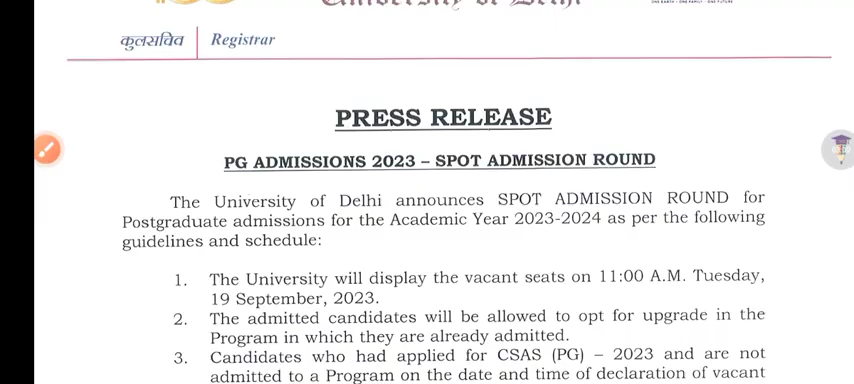 University of Delhi
कुलसचिव
Registrar
PRESS RELEASE
PG ADMISSIONS 2023 – SPOT ADMISSION ROUND
The University of Delhi announces SPOT ADMISSION ROUND for
Postgraduate admissions for the Academic Year 2023-2024 as per the following
guidelines and schedule:
1. The University will display the vacant seats on 11:00 A.M. Tuesday,
19 September, 2023.
2. The admitted candidates will be allowed to opt for upgrade in the
Program in which they are already admitted.
3. Candidates who had applied for CSAS (PG) – 2023 and are not
admitted to a Program on the date and time of declaration of vacant